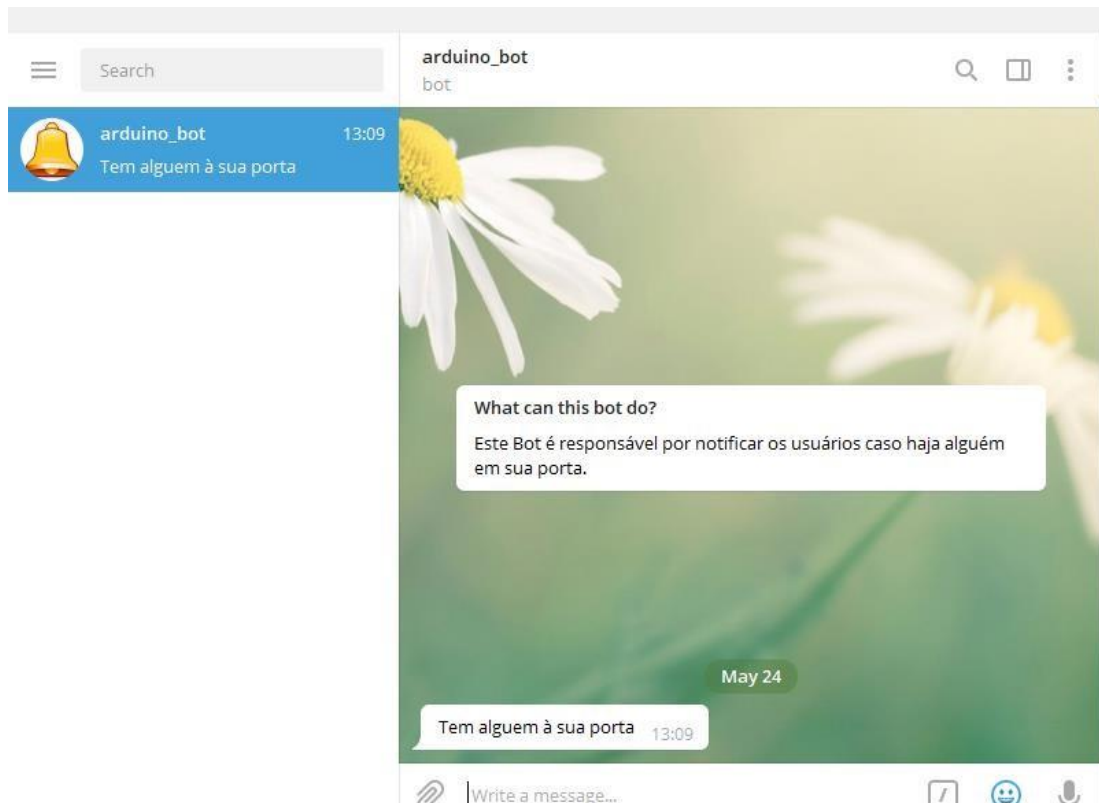 Search
arduino_bot
13:09
Tem alguem à sua porta
arduino_bot
bot
What can this bot do?
Este Bot é responsável por notificar os usuários caso haja alguém
em sua porta.
May 24
Tem alguem à sua porta 13:09
Write a message...